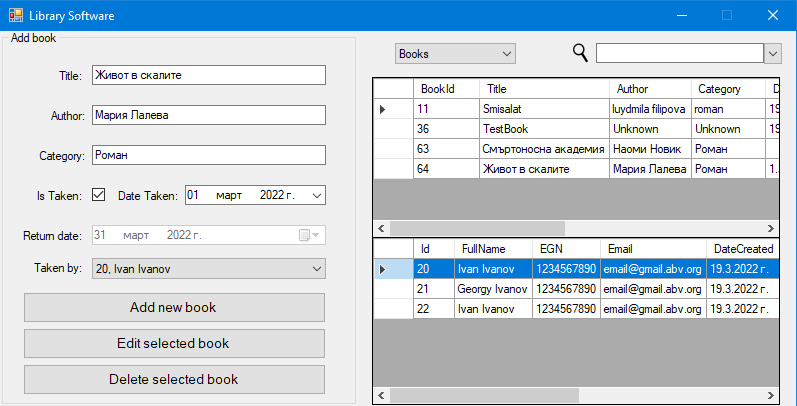 Library Software
Add book
Title: Живот в скалите
Author: Мария Лалева
Category: Роман
Is Taken: Date Taken: 01 март 2022 г.
Return date: 31 март 2022 г.
Taken by: 20, Ivan Ivanov
Add new book
Edit selected book
Delete selected book
Books
BookId Title Author Category D
11 Smisalat luydmila filipova roman 19
36 TestBook Unknown Unknown 19
63 Смъртоносна академия Наоми Новик Роман
64 Живот в скалите Мария Лалева Роман 1.
Id FullName EGN Email DateCreated
20 Ivan Ivanov 1234567890 email@gmail.abv.org 19.3.2022 г.
21 Georgy Ivanov 1234567890 email@gmail.abv.org 19.3.2022 г.
22 Ivan Ivanov 1234567890 email@gmail.abv.org 19.3.2022 г.